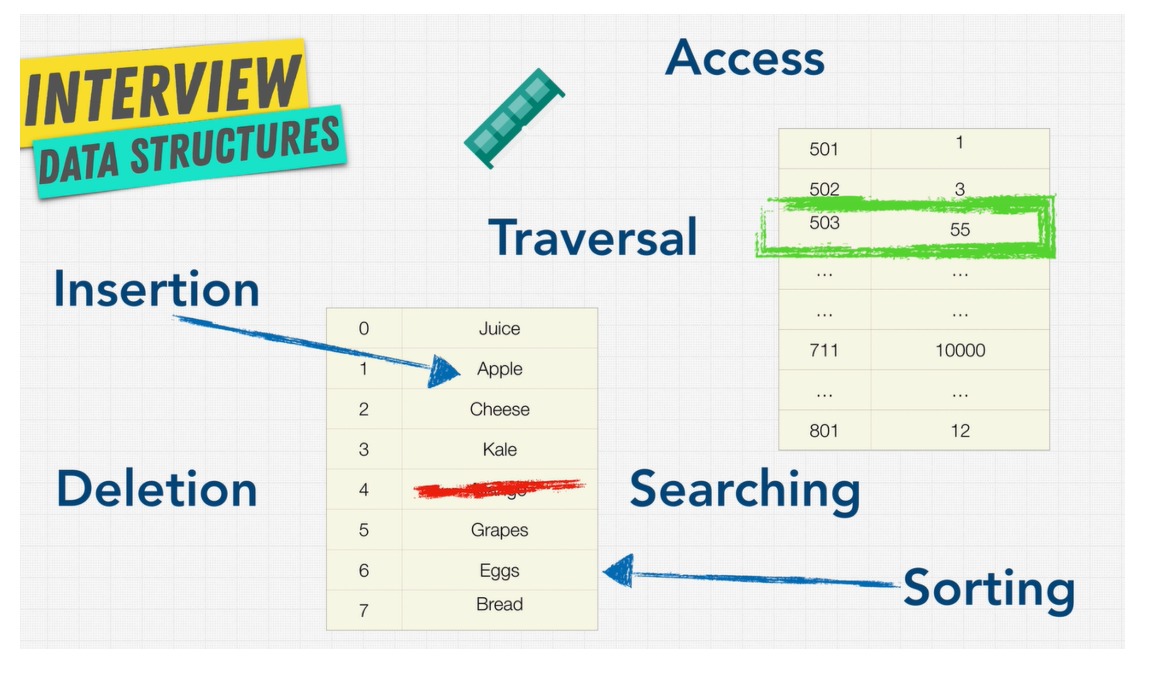 INTERVIEW
DATA STRUCTURES
Access
501 1
502 3
503 55
... ...
... ...
711 10000
... ...
801 12
Traversal
Insertion
0 Juice
1 Apple
2 Cheese
3 Kale
4
5 Grapes
6 Eggs
7 Bread
Deletion
Searching
Sorting